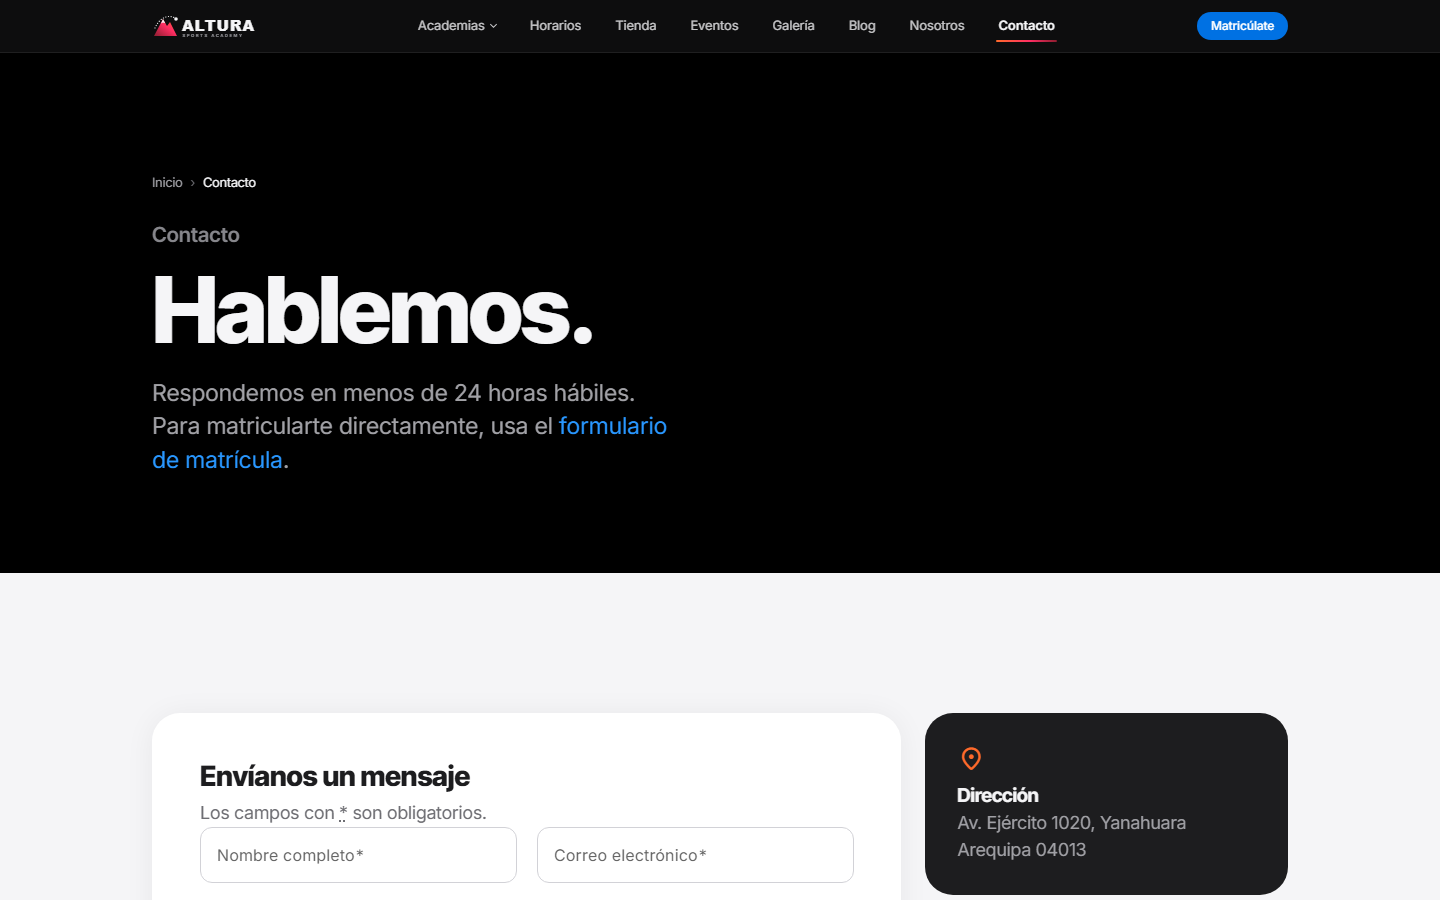 ALTURA
SPORTS ACADEMY
Academias
Horarios
Tienda
Eventos
Galería
Blog
Nosotros
Contacto
Matricúlate
Inicio › Contacto
Contacto
Hablemos.
Respondemos en menos de 24 horas hábiles.
Para matricularte directamente, usa el formulario
de matrícula.
Envíanos un mensaje
Los campos con * son obligatorios.
Nombre completo*
Correo electrónico*
Dirección
Av. Ejército 1020, Yanahuara
Arequipa 04013